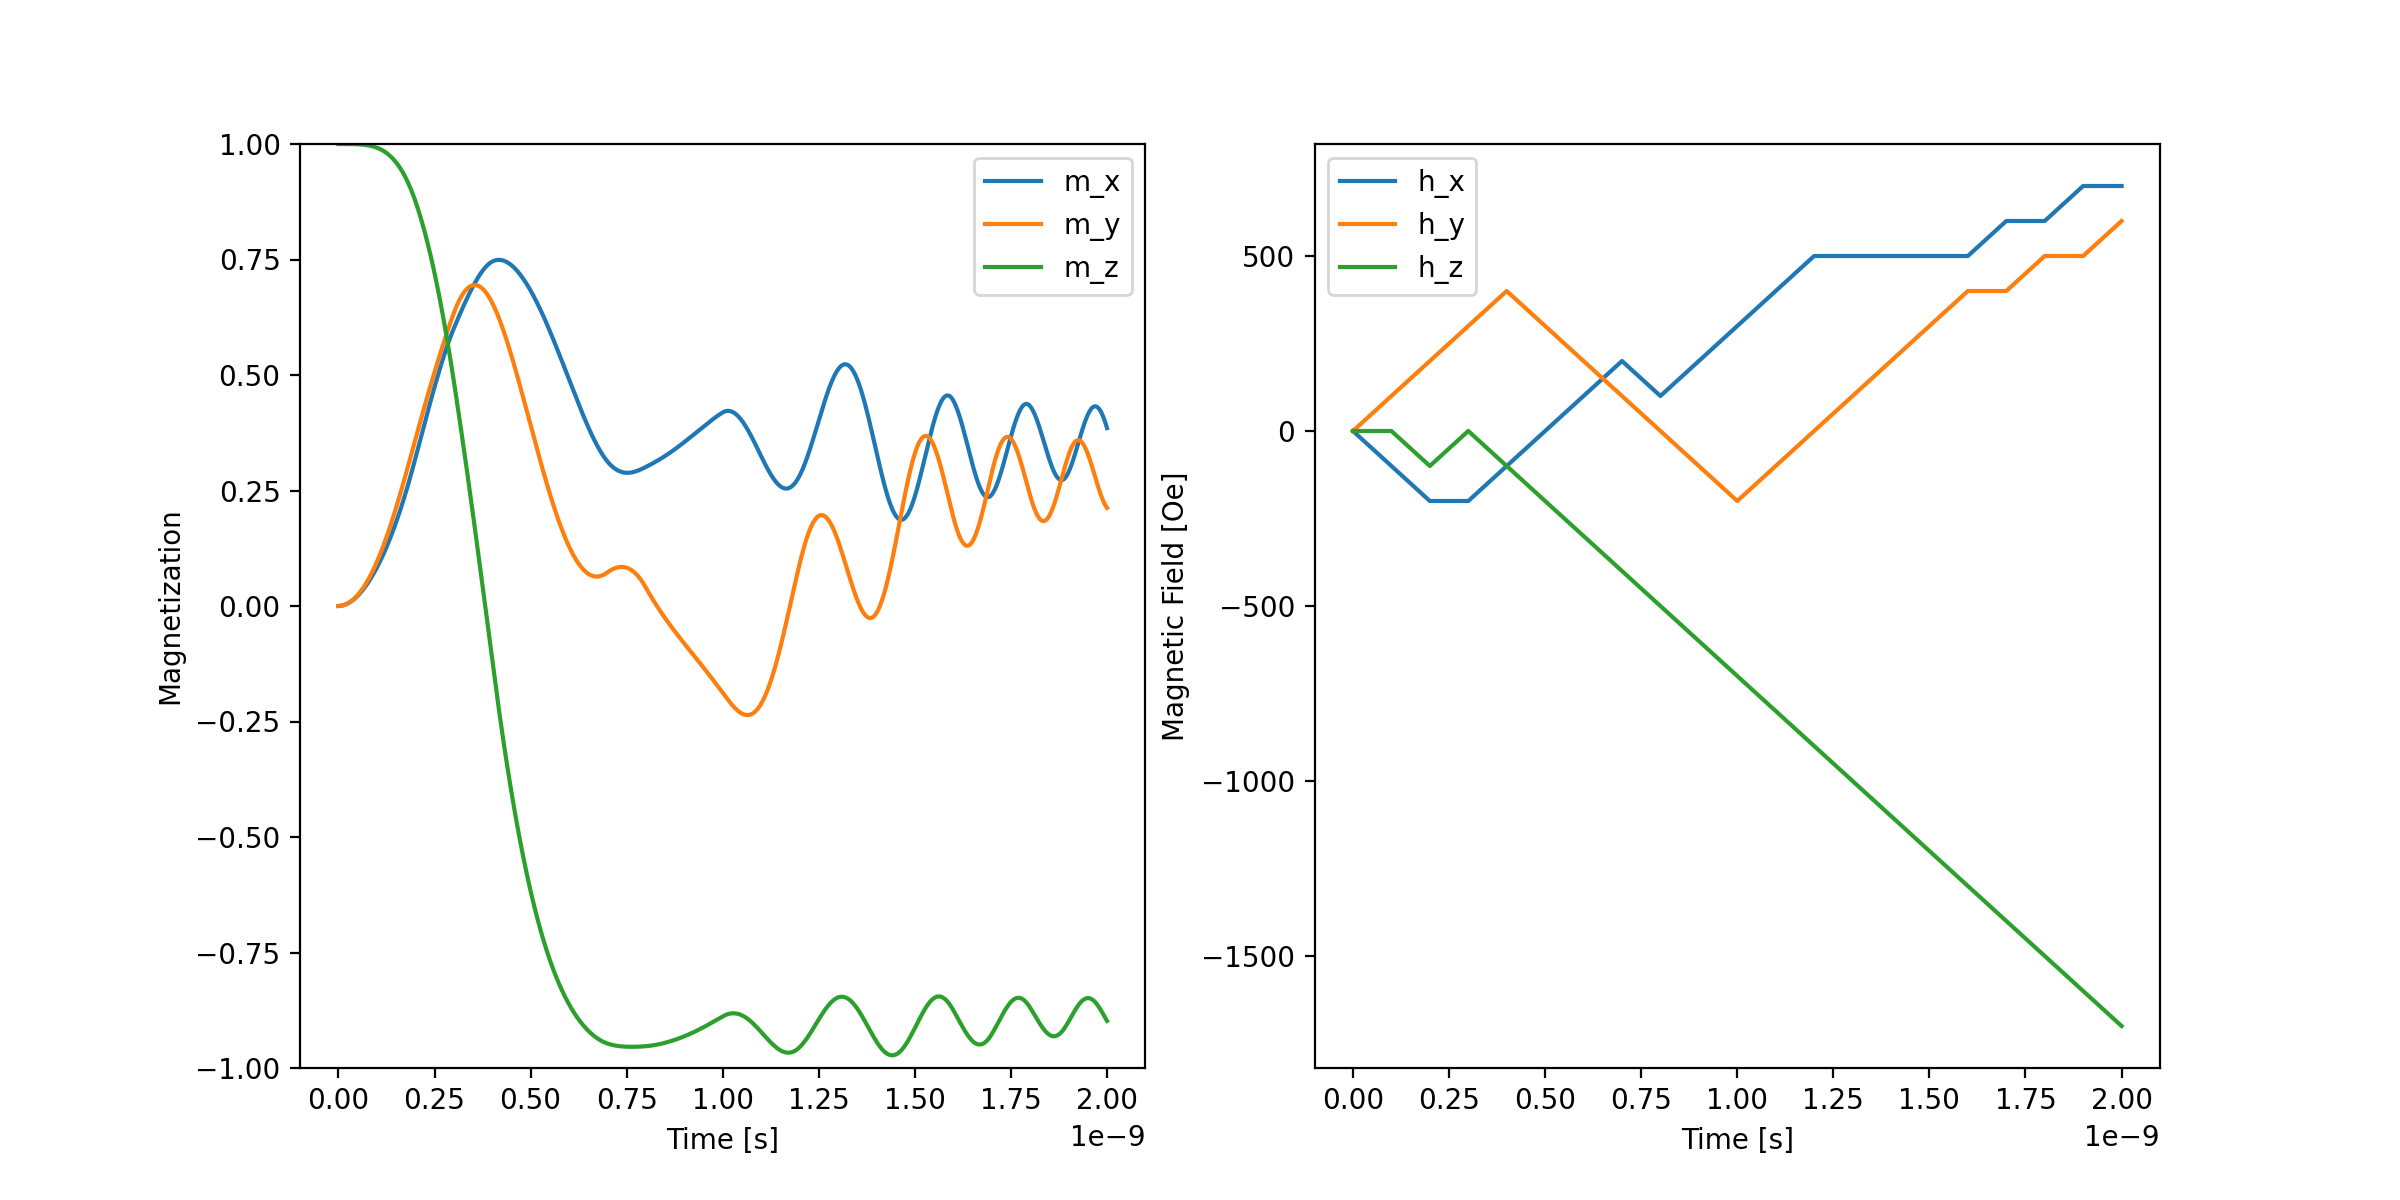 Magnetization
1.00
0.75
0.50
0.25
0.00
−0.25
−0.50
−0.75
−1.00
m_x
m_y
m_z
0.00 0.25 0.50 0.75 1.00 1.25 1.50 1.75 2.00
Time [s]
1e−9
Magnetic Field [Oe]
500
0
−500
−1000
−1500
h_x
h_y
h_z
0.00 0.25 0.50 0.75 1.00 1.25 1.50 1.75 2.00
Time [s]
1e−9